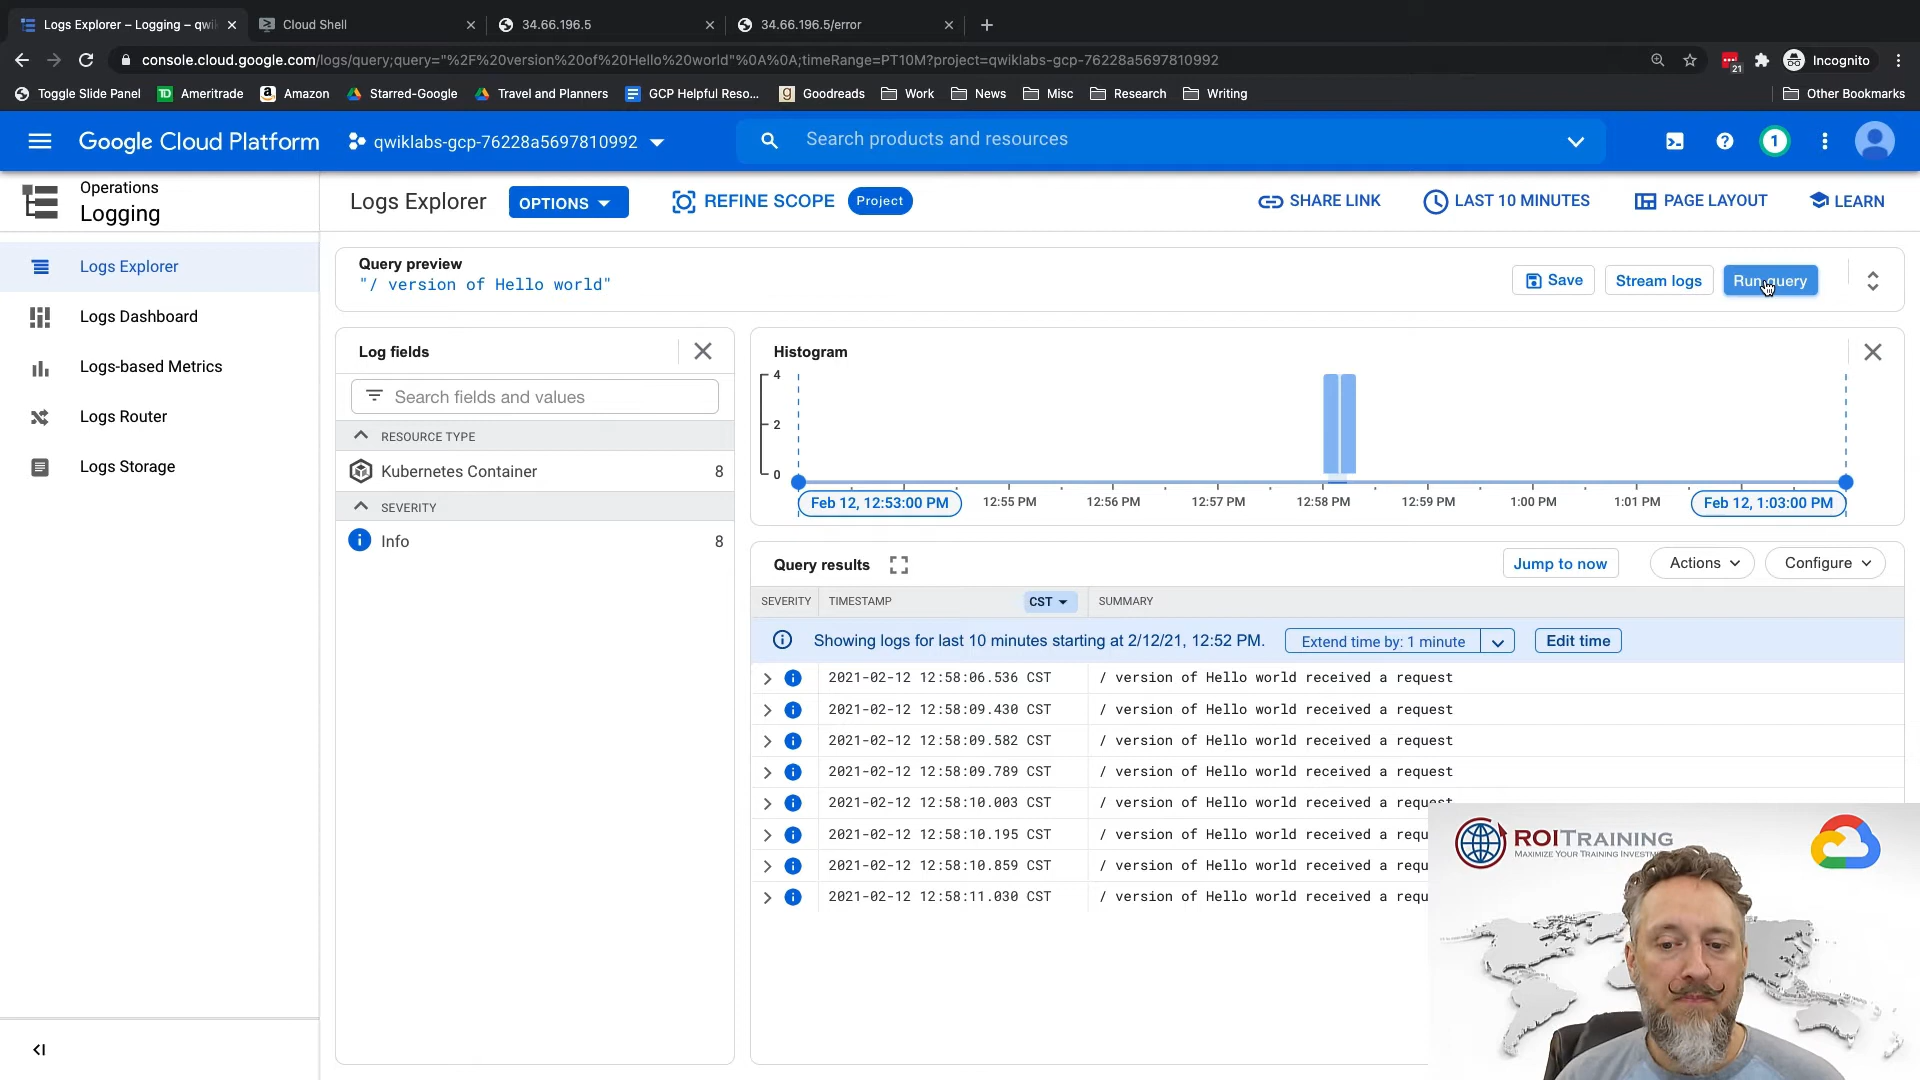 Logs Explorer – Logging – qwi
Cloud Shell
34.66.196.5
34.66.196.5/error
console.cloud.google.com/logs/query;query="%2F%20version%20of%20Hello%20world"%0A%0A;timeRange=PT10M?project=qwiklabs-gcp-76228a5697810992
21
Incognito
Toggle Slide Panel
Ameritrade
Amazon
Starred-Google
Travel and Planners
GCP Helpful Reso...
Goodreads
Work
News
Misc
Research
Writing
Other Bookmarks
Google Cloud Platform
qwiklabs-gcp-76228a5697810992
Search products and resources
1
Operations
Logging
Logs Explorer
OPTIONS
REFINE SCOPE
Project
SHARE LINK
LAST 10 MINUTES
PAGE LAYOUT
LEARN
Logs Explorer
Logs Dashboard
Logs-based Metrics
Logs Router
Logs Storage
Query preview
"/ version of Hello world"
Save
Stream logs
Run query
Log fields
Search fields and values
RESOURCE TYPE
Kubernetes Container 8
SEVERITY
Info 8
Histogram
4
2
0
Feb 12, 12:53:00 PM
12:55 PM
12:56 PM
12:57 PM
12:58 PM
12:59 PM
1:00 PM
1:01 PM
Feb 12, 1:03:00 PM
Query results
Jump to now
Actions
Configure
SEVERITY TIMESTAMP CST SUMMARY
Showing logs for last 10 minutes starting at 2/12/21, 12:52 PM.
Extend time by: 1 minute
Edit time
2021-02-12 12:58:06.536 CST / version of Hello world received a request
2021-02-12 12:58:09.430 CST / version of Hello world received a request
2021-02-12 12:58:09.582 CST / version of Hello world received a request
2021-02-12 12:58:09.789 CST / version of Hello world received a request
2021-02-12 12:58:10.003 CST / version of Hello world received a request
2021-02-12 12:58:10.195 CST / version of Hello world received a requ
2021-02-12 12:58:10.859 CST / version of Hello world received a requ
2021-02-12 12:58:11.030 CST / version of Hello world received a requ
ROITRAINING
MAXIMIZE YOUR TRAINING INVESTM